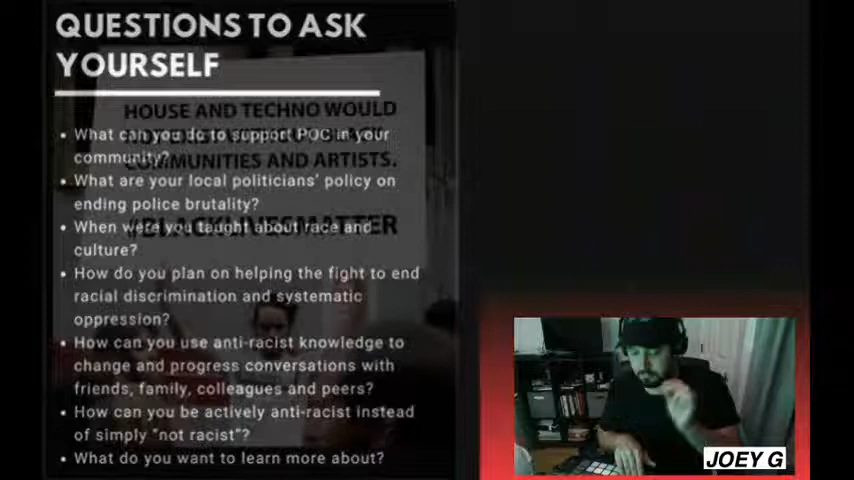 QUESTIONS TO ASK
YOURSELF
HOUSE AND TECHNO WOULD
COMMUNITIES AND ARTISTS.
#BLACKLIVESMATTER
• What can you do to support POC in your
community?
• What are your local politicians' policy on
ending police brutality?
• When were you taught about race and
culture?
• How do you plan on helping the fight to end
racial discrimination and systematic
oppression?
• How can you use anti-racist knowledge to
change and progress conversations with
friends, family, colleagues and peers?
• How can you be actively anti-racist instead
of simply "not racist"?
• What do you want to learn more about?
JOEY G